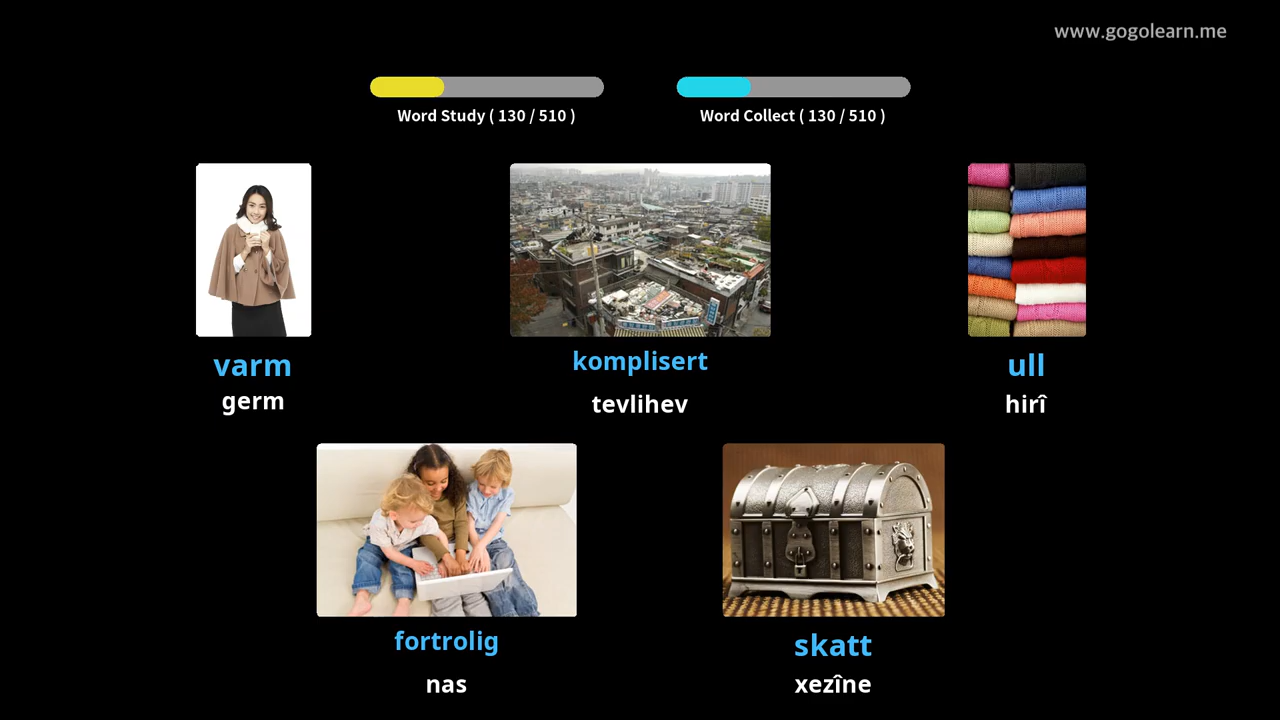 www.gogolearn.me
Word Study ( 130 / 510 )
Word Collect ( 130 / 510 )
varm
germ
komplisert
tevlihev
ull
hirî
fortrolig
nas
skatt
xezîne